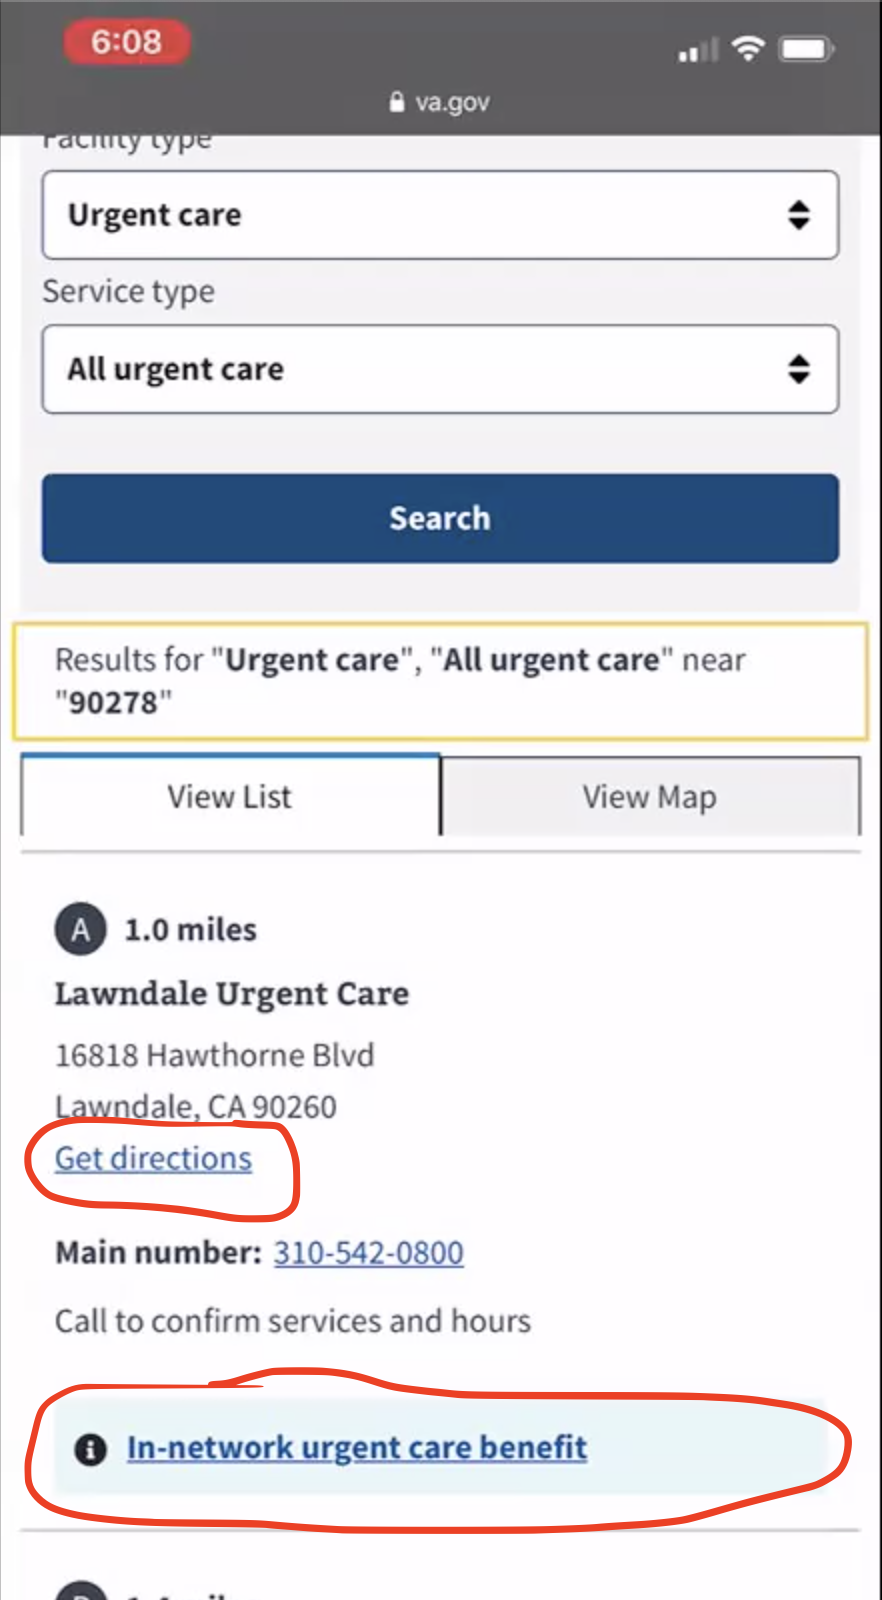 6:08
va.gov
Facility type
Urgent care
Service type
All urgent care
Search
Results for "Urgent care", "All urgent care" near
"90278"
View List
View Map
A 1.0 miles
Lawndale Urgent Care
16818 Hawthorne Blvd
Lawndale, CA 90260
Get directions
Main number: 310-542-0800
Call to confirm services and hours
In-network urgent care benefit